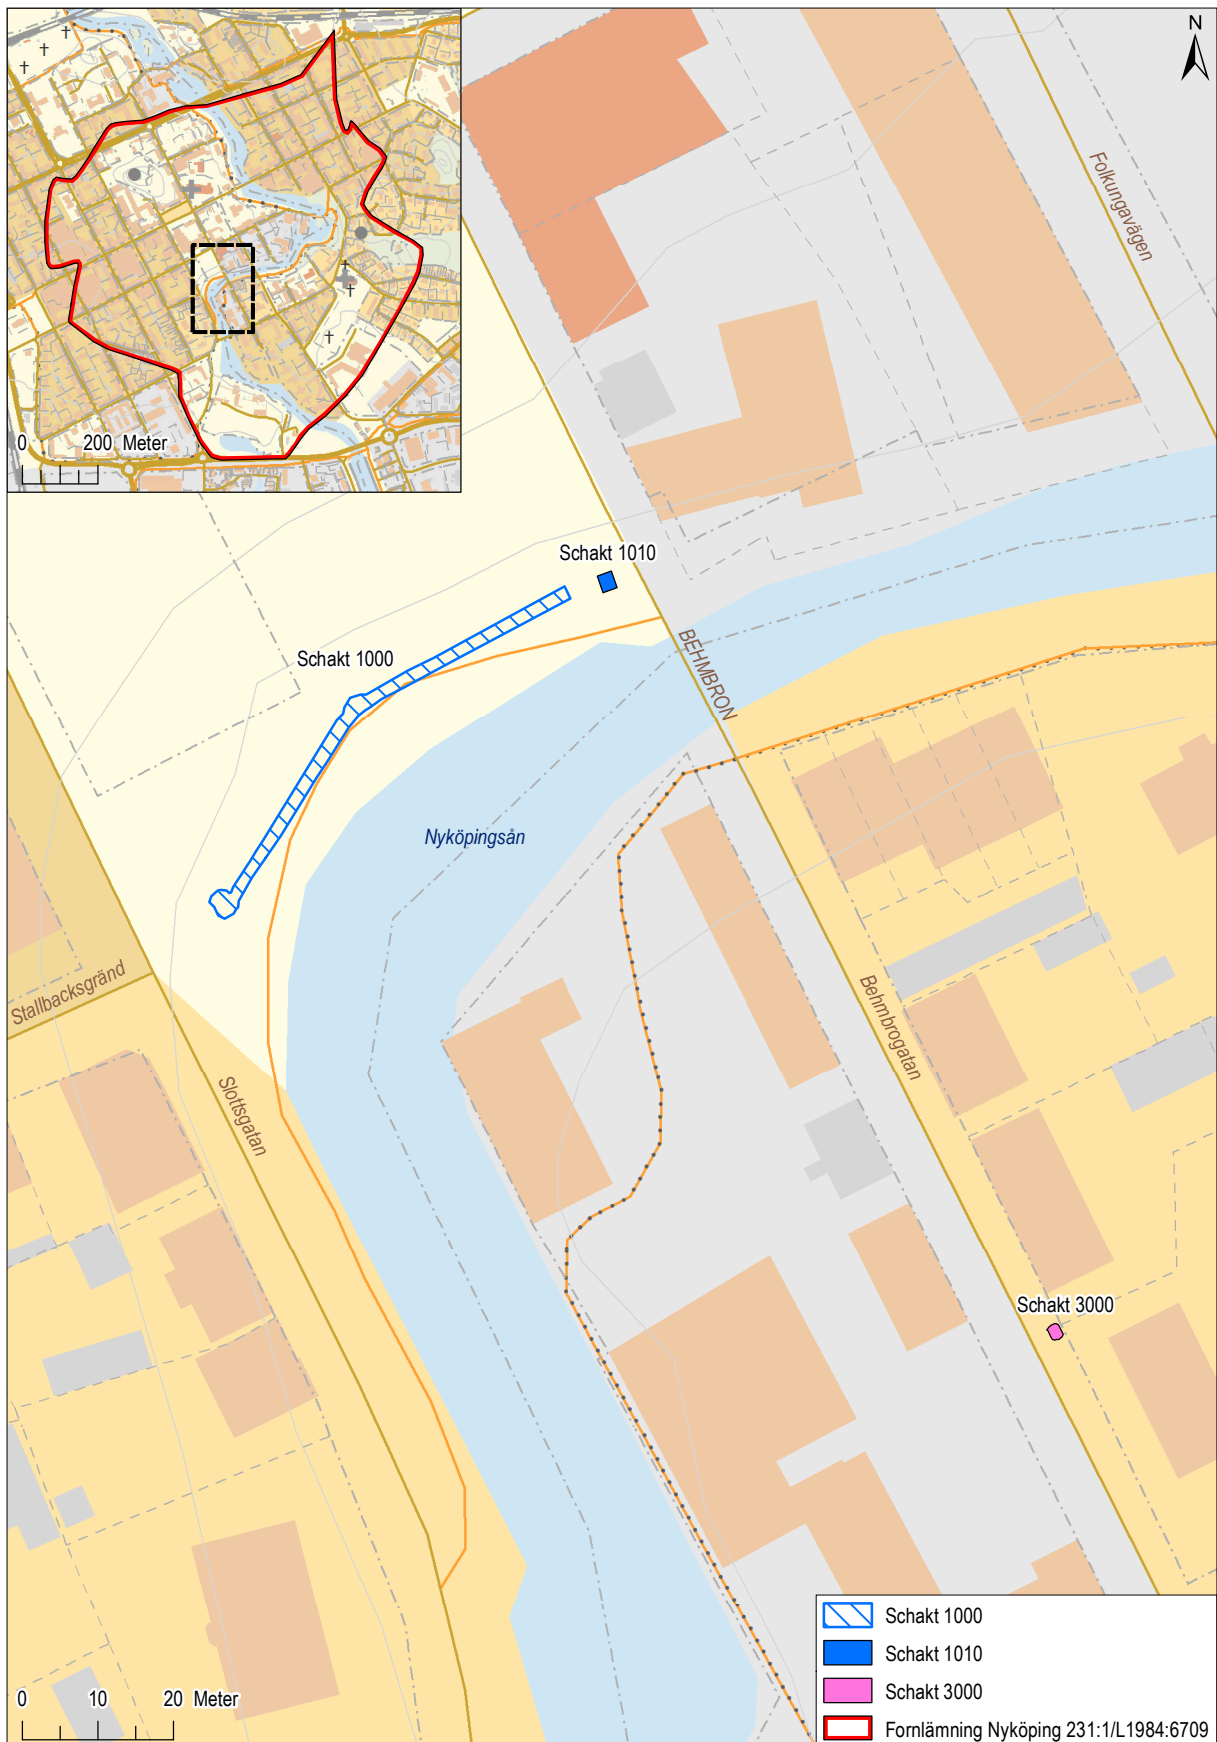 N
Folkungavägen
0 200 Meter
Schakt 1010
Schakt 1000
BEHMBRON
Nyköpingsån
Stallbacksgränd
Behmbrogatan
Slottsgatan
Schakt 3000
0 10 20 Meter
Schakt 1000
Schakt 1010
Schakt 3000
Fornlämning Nyköping 231:1/L1984:6709